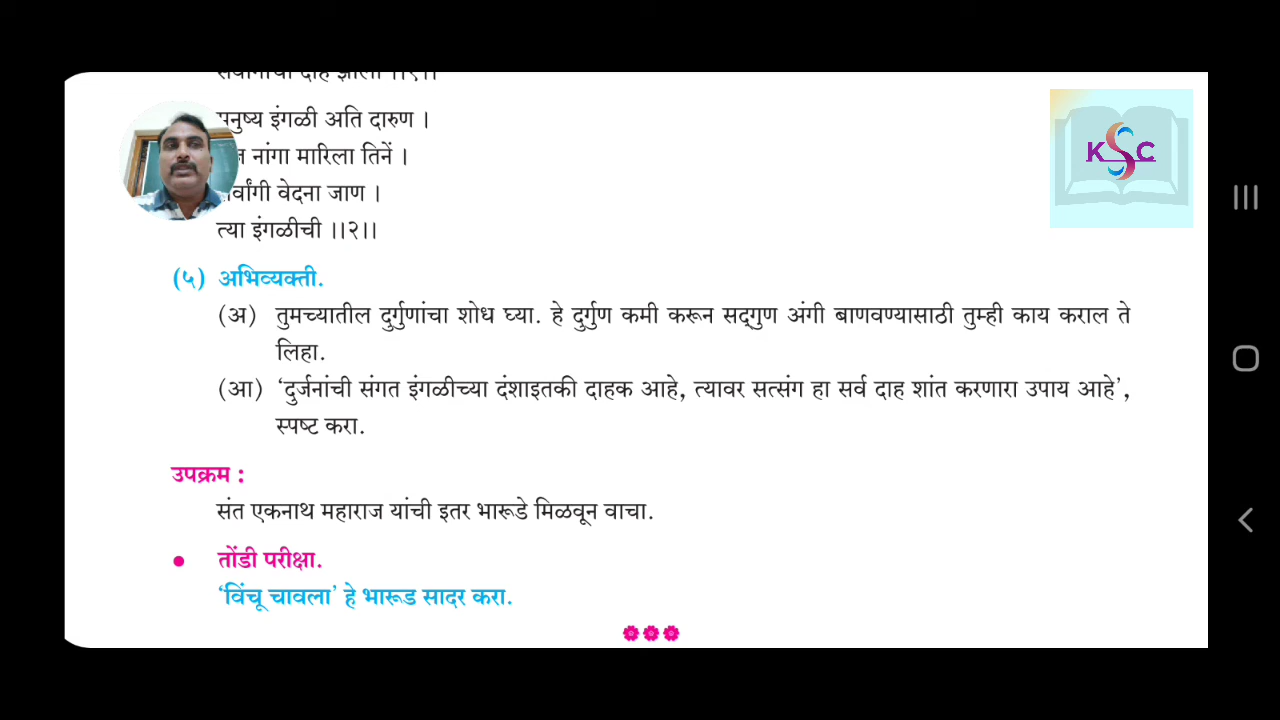 मनुष्य इंगळी अति दारुण ।
नांगा मारिला तिनें ।
सर्वांगी वेदना जाण ।
त्या इंगळीची ।।२।।
KSC
(५) अभिव्यक्ती.
(अ) तुमच्यातील दुर्गुणांचा शोध घ्या. हे दुर्गुण कमी करून सद्‍गुण अंगी बाणवण्यासाठी तुम्ही काय कराल ते
लिहा.
(आ) ‘दुर्जनांची संगत इंगळीच्या दंशाइतकी दाहक आहे, त्यावर सत्संग हा सर्व दाह शांत करणारा उपाय आहे’,
स्पष्ट करा.
उपक्रम :
संत एकनाथ महाराज यांची इतर भारूडे मिळवून वाचा.
• तोंडी परीक्षा.
‘विंचू चावला’ हे भारूड सादर करा.